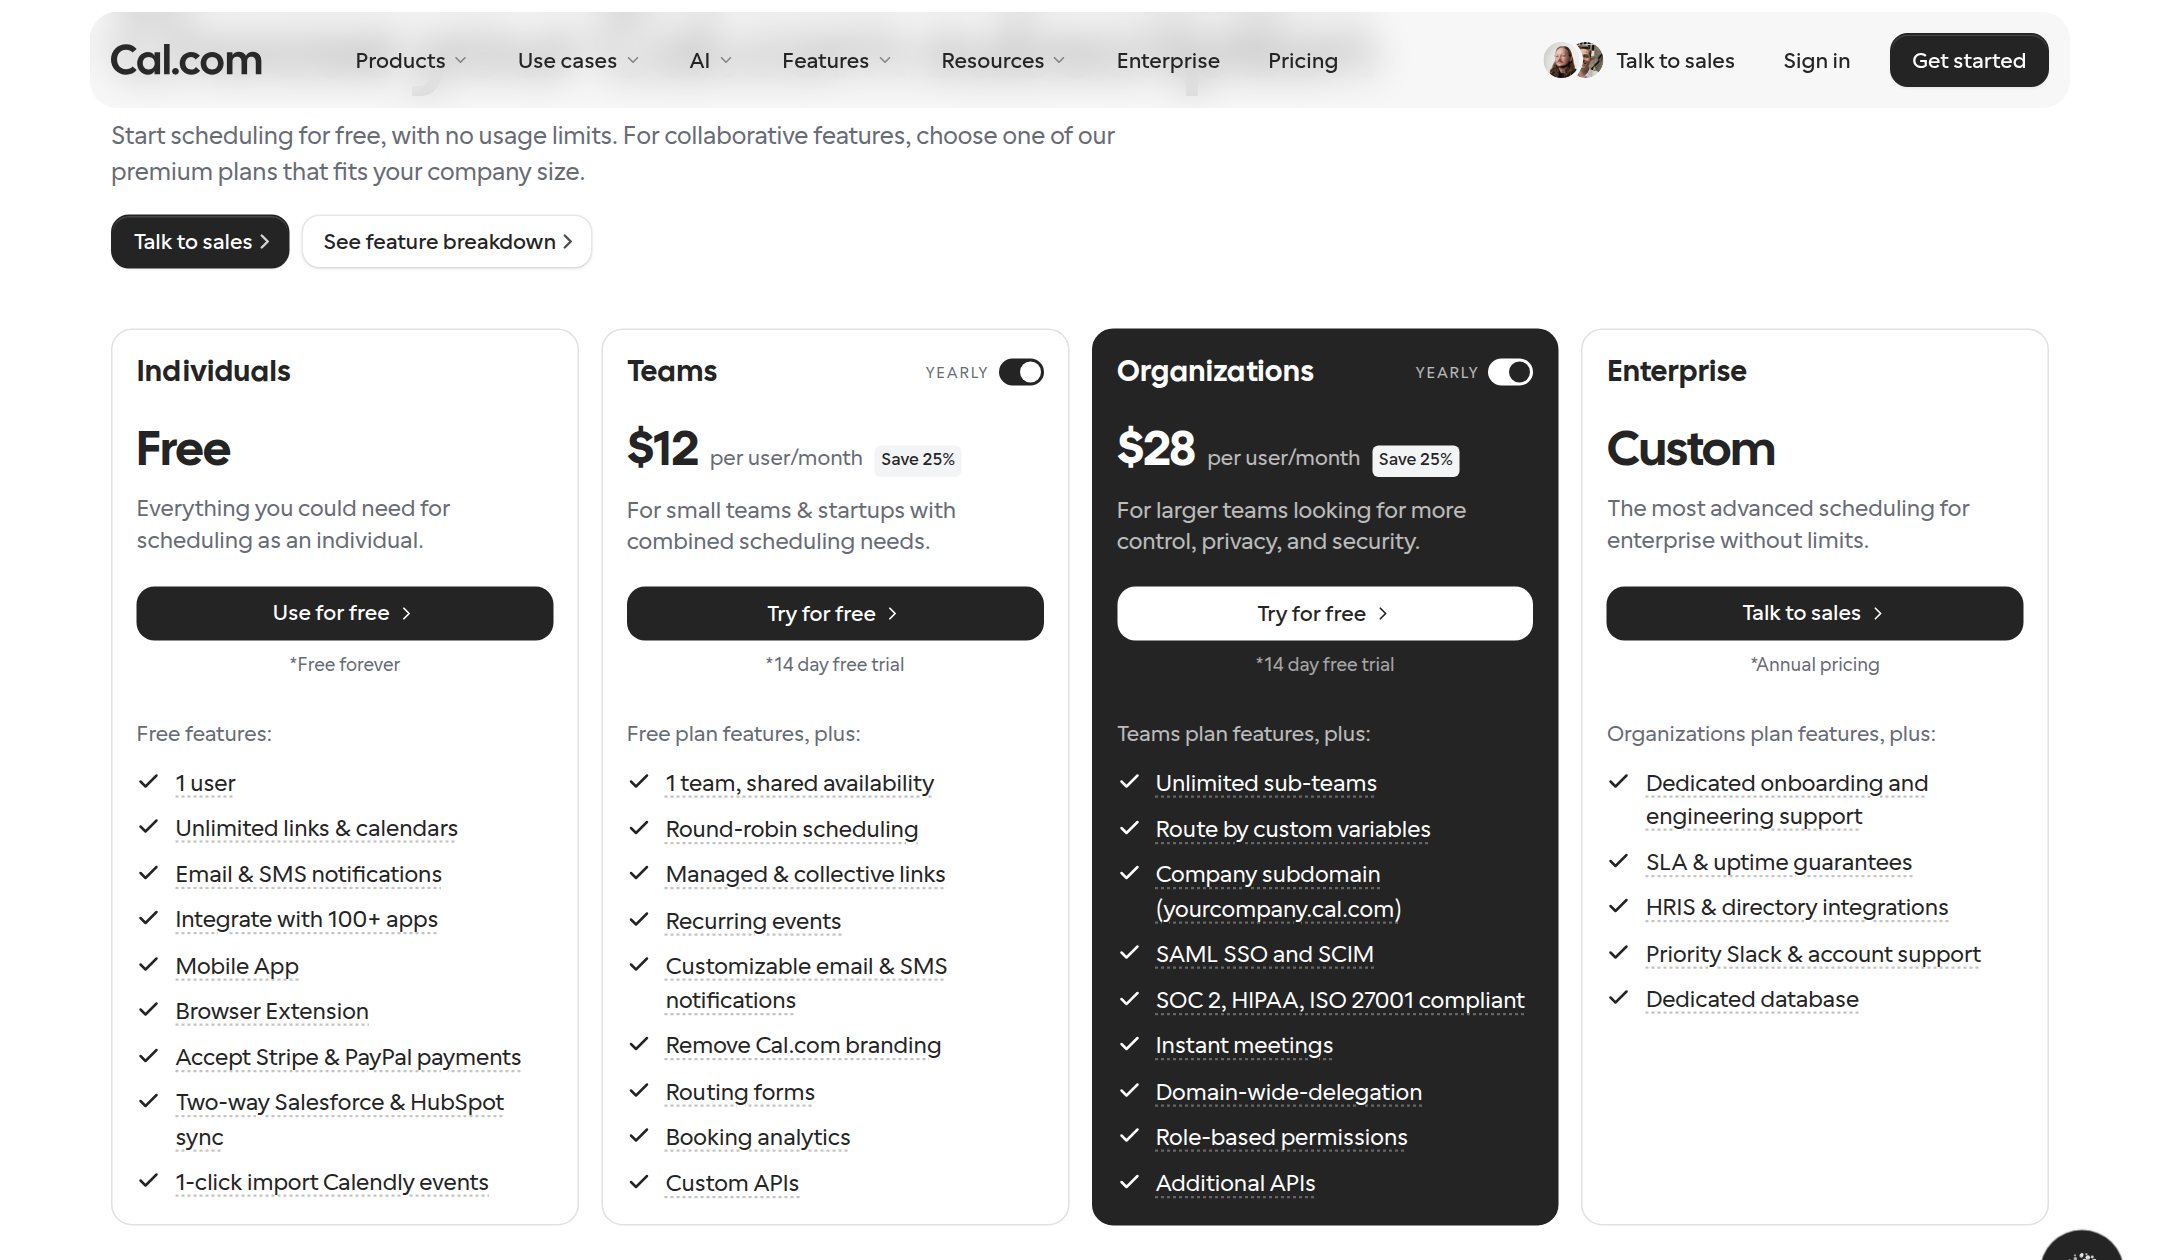 Cal.com
Products
Use cases
AI
Features
Resources
Enterprise
Pricing
Talk to sales
Sign in
Get started
Start scheduling for free, with no usage limits. For collaborative features, choose one of our
premium plans that fits your company size.
Talk to sales
See feature breakdown
Individuals
Free
Everything you could need for
scheduling as an individual.
Use for free
*Free forever
Free features:
1 user
Unlimited links & calendars
Email & SMS notifications
Integrate with 100+ apps
Mobile App
Browser Extension
Accept Stripe & PayPal payments
Two-way Salesforce & HubSpot
sync
1-click import Calendly events
Teams
YEARLY
$12 per user/month Save 25%
For small teams & startups with
combined scheduling needs.
Try for free
*14 day free trial
Free plan features, plus:
1 team, shared availability
Round-robin scheduling
Managed & collective links
Recurring events
Customizable email & SMS
notifications
Remove Cal.com branding
Routing forms
Booking analytics
Custom APIs
Organizations
YEARLY
$28 per user/month Save 25%
For larger teams looking for more
control, privacy, and security.
Try for free
*14 day free trial
Teams plan features, plus:
Unlimited sub-teams
Route by custom variables
Company subdomain
(yourcompany.cal.com)
SAML SSO and SCIM
SOC 2, HIPAA, ISO 27001 compliant
Instant meetings
Domain-wide-delegation
Role-based permissions
Additional APIs
Enterprise
Custom
The most advanced scheduling for
enterprise without limits.
Talk to sales
*Annual pricing
Organizations plan features, plus:
Dedicated onboarding and
engineering support
SLA & uptime guarantees
HRIS & directory integrations
Priority Slack & account support
Dedicated database